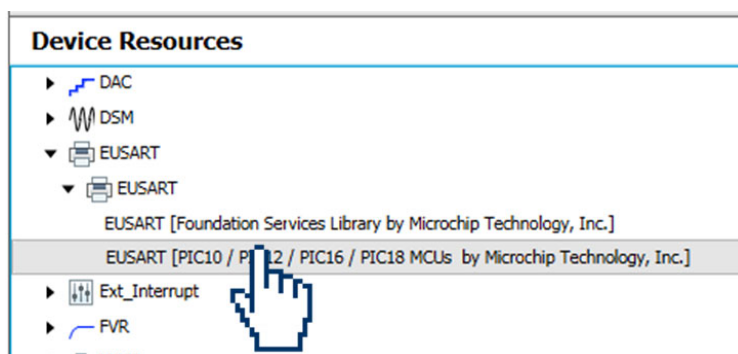 Device Resources
DAC
DSM
EUSART
EUSART
EUSART [Foundation Services Library by Microchip Technology, Inc.]
EUSART [PIC10 / / PIC16 / PIC18 MCUs by Microchip Technology, Inc.]
Ext_Interrupt
FVR